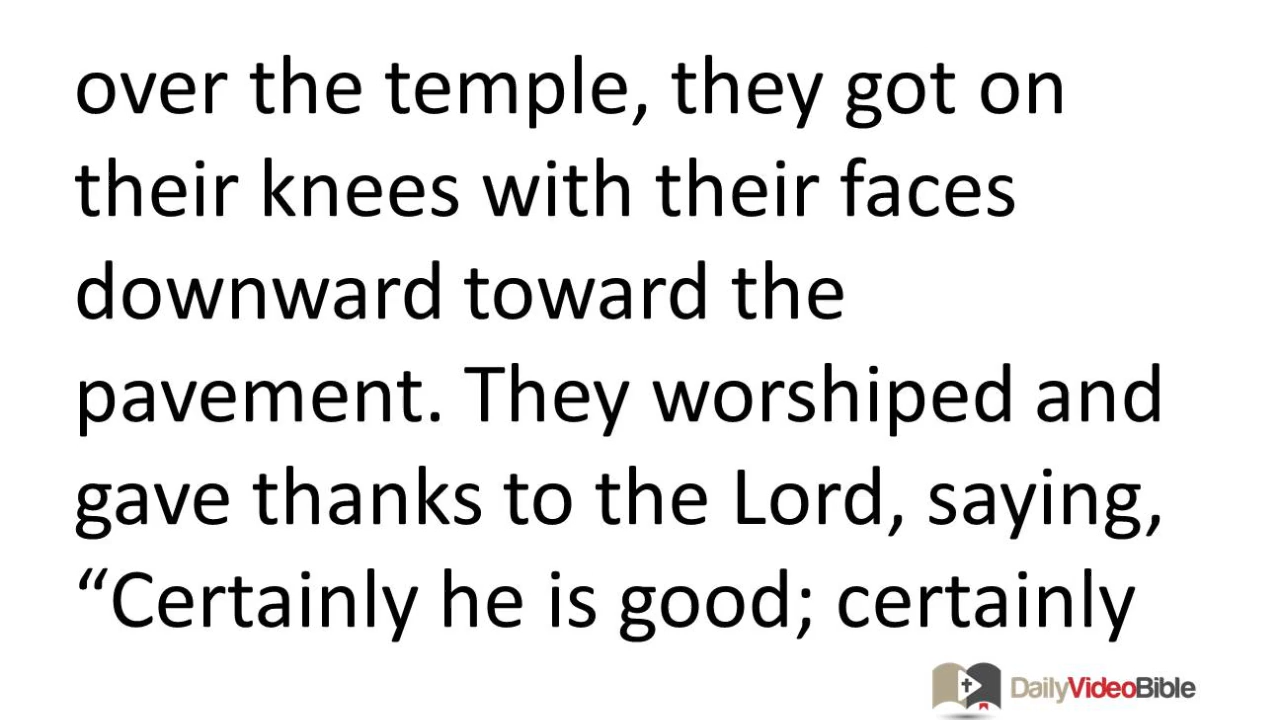 over the temple, they got on
their knees with their faces
downward toward the
pavement. They worshiped and
gave thanks to the Lord, saying,
“Certainly he is good; certainly
DailyVideoBible